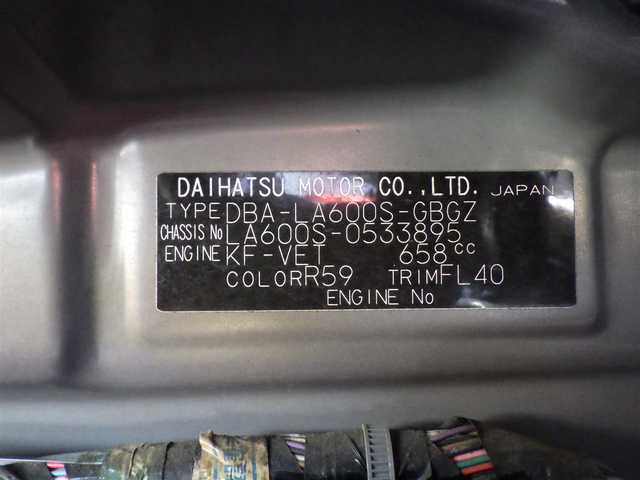 DAIHATSU MOTOR CO.,LTD. JAPAN
TYPE DBA-LA600S-GBGZ
CHASSIS No LA600S-0533895
ENGINE KF-VET 658cc
COLOR R59 TRIM FL40
ENGINE No